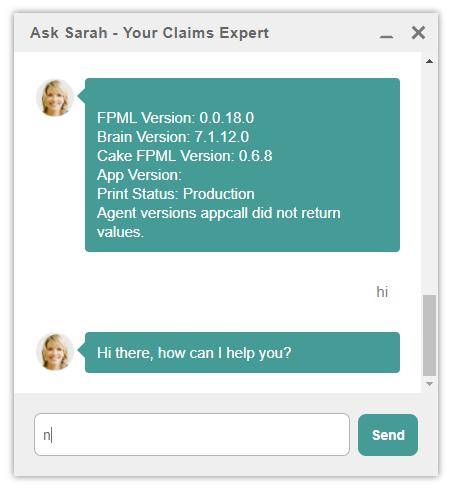 Ask Sarah - Your Claims Expert
FPML Version: 0.0.18.0
Brain Version: 7.1.12.0
Cake FPML Version: 0.6.8
App Version:
Print Status: Production
Agent versions appcall did not return
values.
hi
Hi there, how can I help you?
n
Send